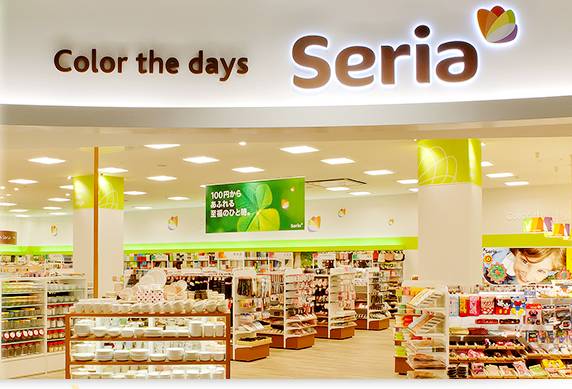 Color the days
Seria
100円から
あふれる
至福のひと時。
Seria